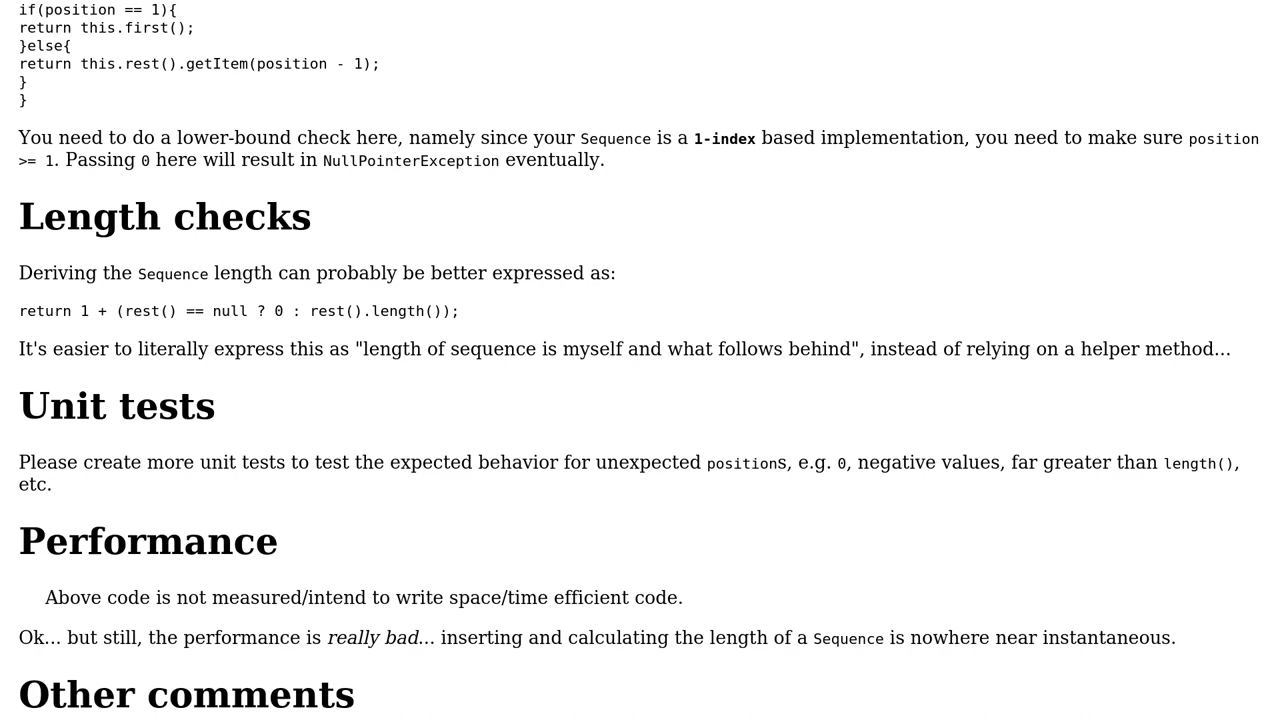 if(position == 1){
return this.first();
}else{
return this.rest().getItem(position - 1);
}
}
You need to do a lower-bound check here, namely since your Sequence is a 1-index based implementation, you need to make sure position
>= 1. Passing 0 here will result in NullPointerException eventually.
Length checks
Deriving the Sequence length can probably be better expressed as:
return 1 + (rest() == null ? 0 : rest().length());
It's easier to literally express this as "length of sequence is myself and what follows behind", instead of relying on a helper method...
Unit tests
Please create more unit tests to test the expected behavior for unexpected positions, e.g. 0, negative values, far greater than length(),
etc.
Performance
Above code is not measured/intend to write space/time efficient code.
Ok... but still, the performance is really bad... inserting and calculating the length of a Sequence is nowhere near instantaneous.
Other comments